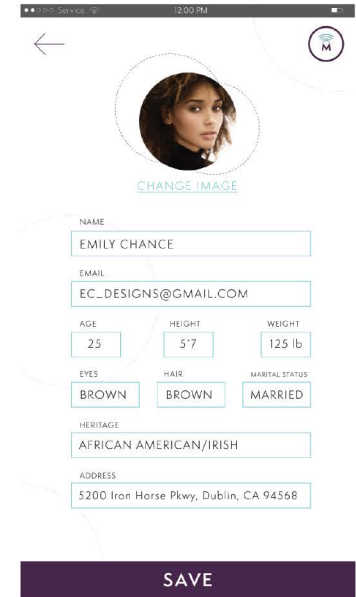 Service 12.00 PM
M
CHANGE IMAGE
NAME
EMILY CHANCE
EMAIL
EC_DESIGNS@GMAIL.COM
AGE HEIGHT WEIGHT
25 5'7 125 lb
EYES HAIR MARITAL STATUS
BROWN BROWN MARRIED
HERITAGE
AFRICAN AMERICAN/IRISH
ADDRESS
5200 Iron Horse Pkwy, Dublin, CA 94568
SAVE